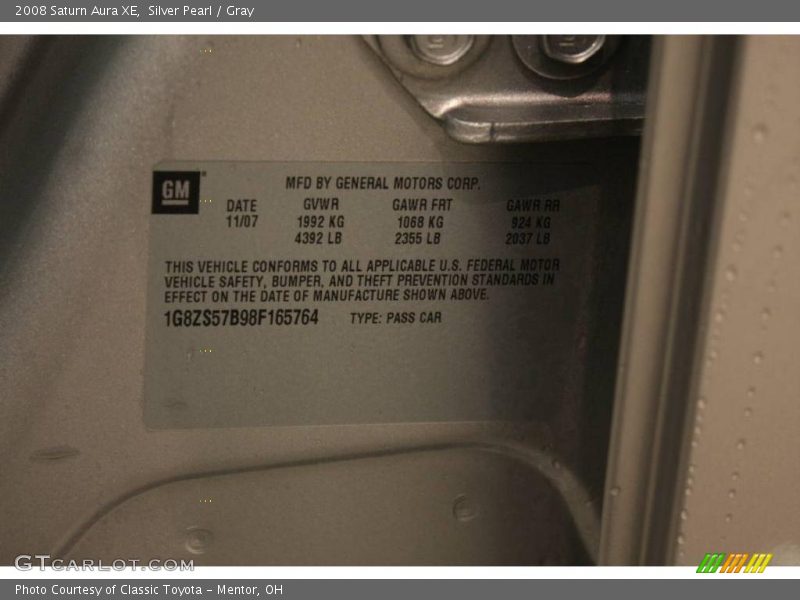 2008 Saturn Aura XE, Silver Pearl / Gray
GM
MFD BY GENERAL MOTORS CORP.
DATE GVWR GAWR FRT GAWR RR
11/07 1992 KG 1068 KG 924 KG
4392 LB 2355 LB 2037 LB
THIS VEHICLE CONFORMS TO ALL APPLICABLE U.S. FEDERAL MOTOR
VEHICLE SAFETY, BUMPER, AND THEFT PREVENTION STANDARDS IN
EFFECT ON THE DATE OF MANUFACTURE SHOWN ABOVE.
1G8ZS57B98F165764 TYPE: PASS CAR
GTCARLOT.COM
Photo Courtesy of Classic Toyota - Mentor, OH